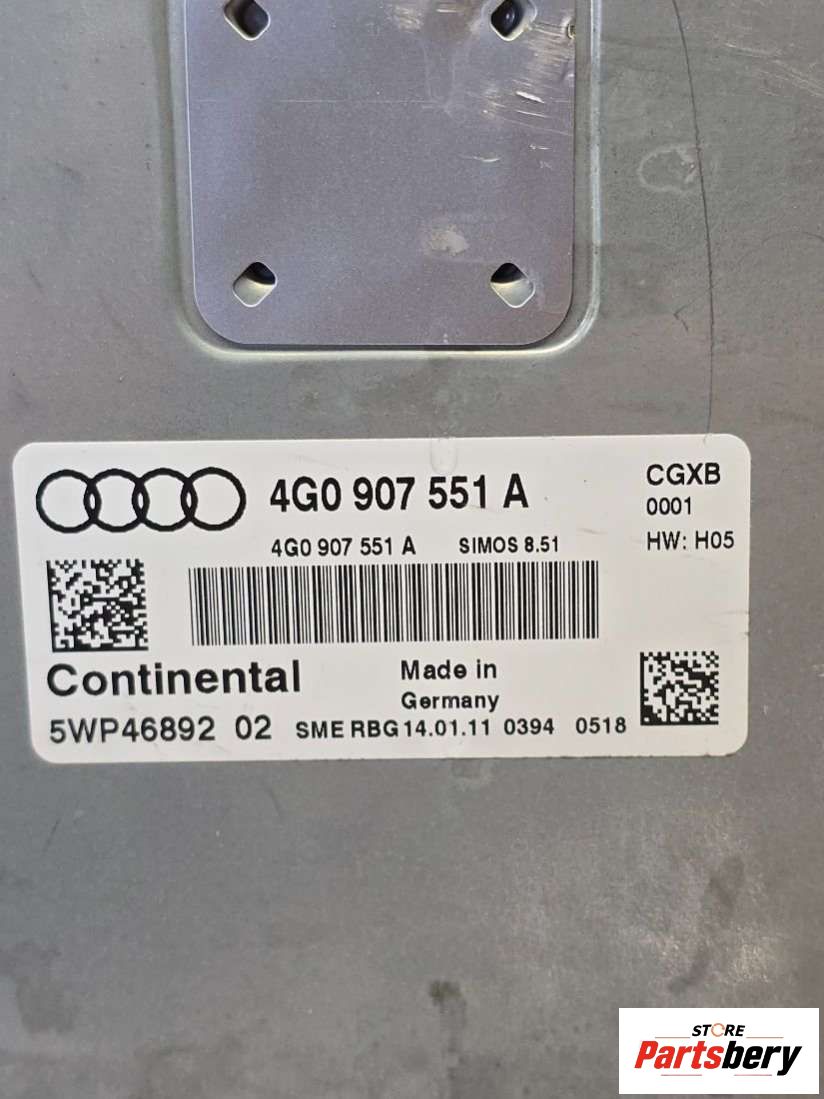 4G0 907 551 A
CGXB
0001
4G0 907 551 A SIMOS 8.51
HW: H05
Continental
Made in
Germany
5WP46892 02 SME RBG 14.01.11 0394 0518
STORE
Partsbery